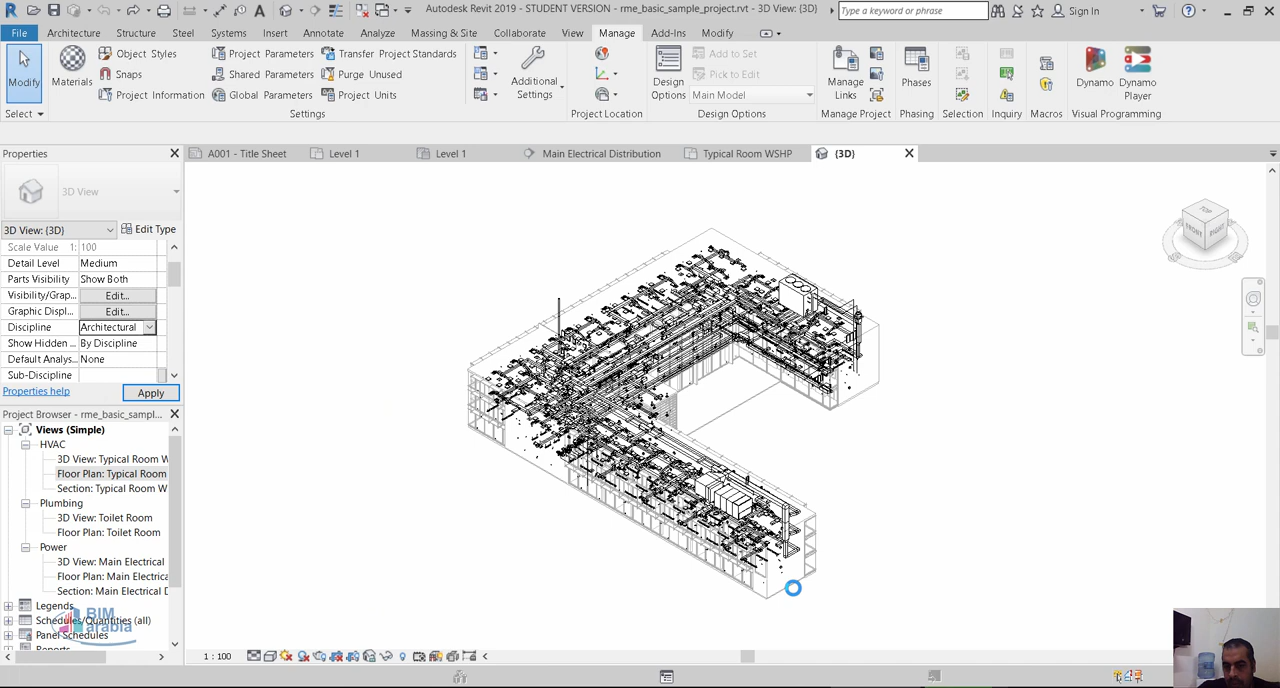 Autodesk Revit 2019 - STUDENT VERSION - rme_basic_sample_project.rvt - 3D View: {3D}
Type a keyword or phrase
Sign In
File Architecture Structure Steel Systems Insert Annotate Analyze Massing & Site Collaborate View Manage Add-Ins Modify
Modify
Materials
Object Styles
Snaps
Project Information
Project Parameters
Shared Parameters
Global Parameters
Transfer Project Standards
Purge Unused
Project Units
Additional
Settings
Design
Options
Add to Set
Pick to Edit
Main Model
Manage
Links
Phases
Dynamo
Dynamo
Player
Select
Settings
Project Location
Design Options
Manage Project
Phasing
Selection
Inquiry
Macros
Visual Programming
Properties
A001 - Title Sheet
Level 1
Level 1
Main Electrical Distribution
Typical Room WSHP
{3D}
3D View
3D View: {3D}
Edit Type
Scale Value 1: 100
Detail Level Medium
Parts Visibility Show Both
Visibility/Grap... Edit...
Graphic Displ... Edit...
Discipline Architectural
Show Hidden ... By Discipline
Default Analys... None
Sub-Discipline
Properties help
Apply
Project Browser - rme_basic_sampl...
Views (Simple)
HVAC
3D View: Typical Room W
Floor Plan: Typical Room
Section: Typical Room W
Plumbing
3D View: Toilet Room
Floor Plan: Toilet Room
Power
3D View: Main Electrical
Floor Plan: Main Electrica
Section: Main Electrical D
Legends
Schedules/Quantities (all)
Panel Schedules
BIM
arabia
1 : 100
TOP
FRONT
RIGHT